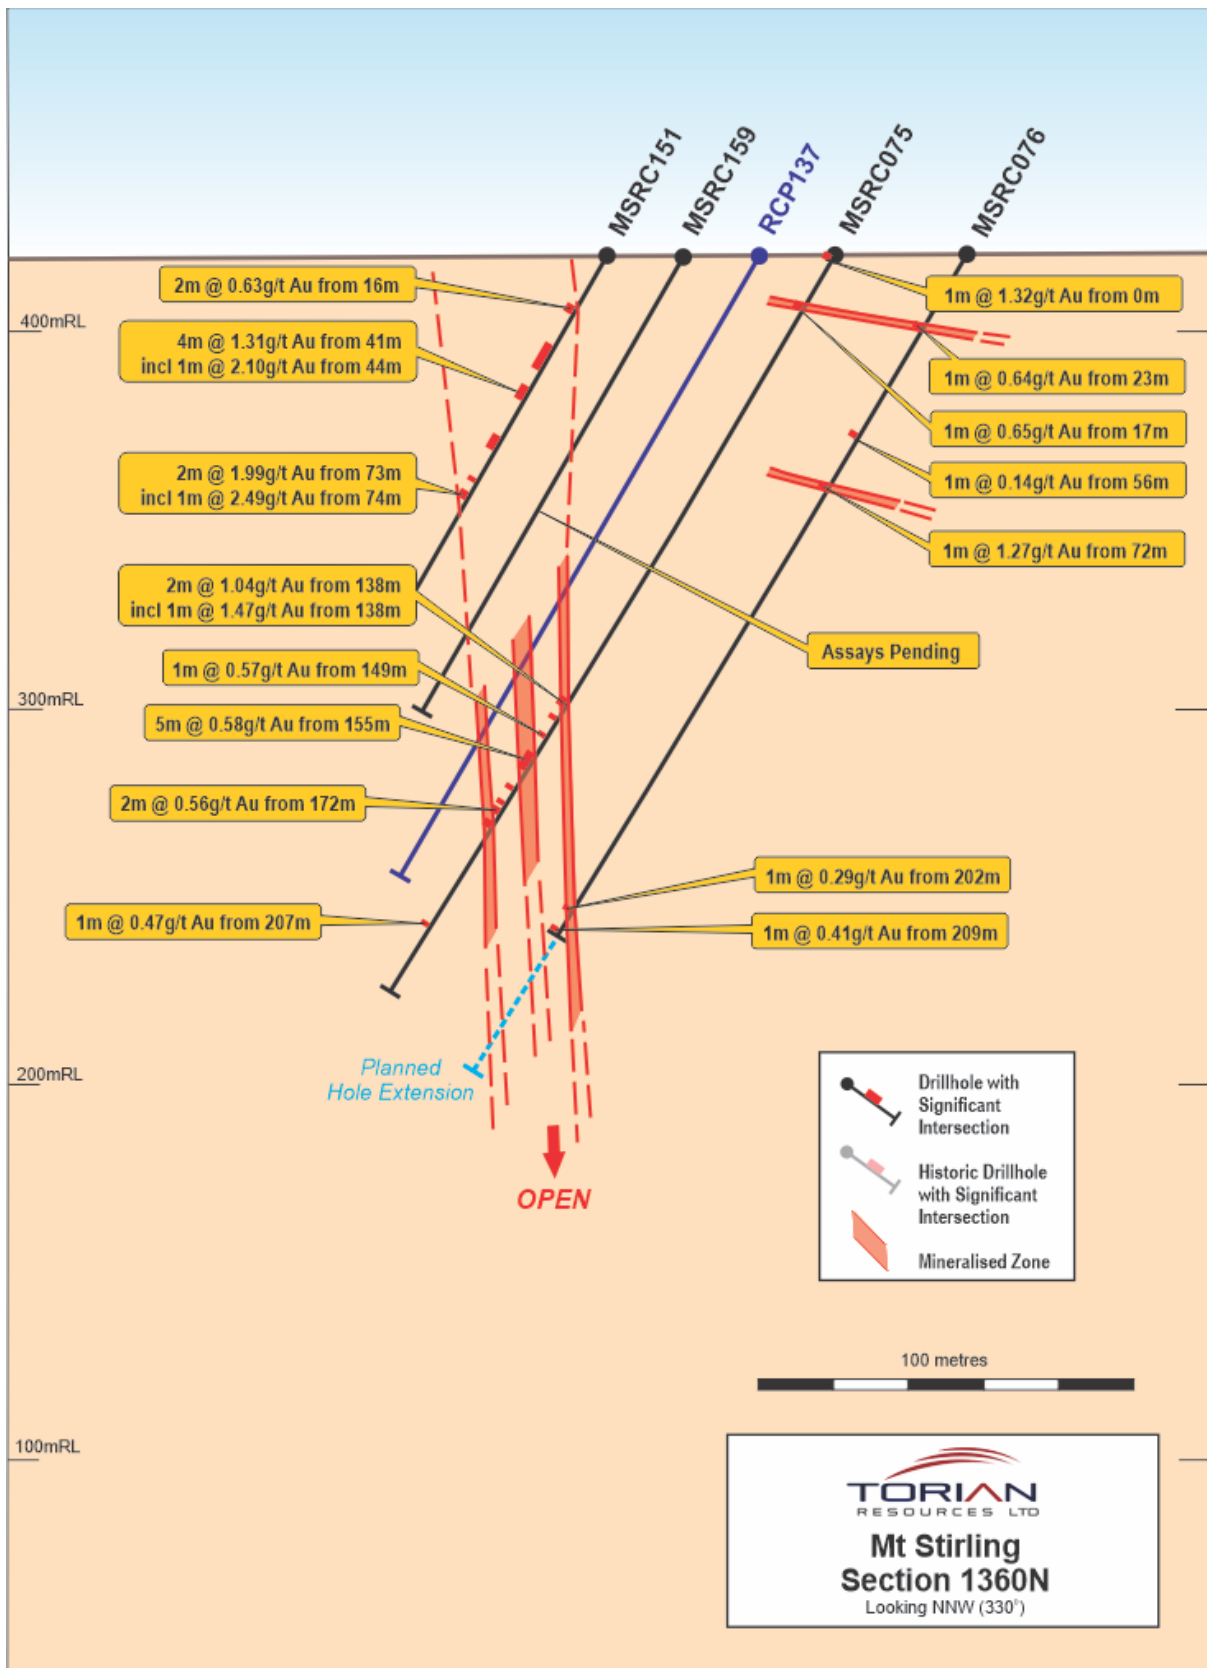 MSRC151
MSRC159
RCP137
MSRC075
MSRC076
2m @ 0.63g/t Au from 16m
1m @ 1.32g/t Au from 0m
400mRL
4m @ 1.31g/t Au from 41m
incl 1m @ 2.10g/t Au from 44m
1m @ 0.64g/t Au from 23m
1m @ 0.65g/t Au from 17m
2m @ 1.99g/t Au from 73m
incl 1m @ 2.49g/t Au from 74m
1m @ 0.14g/t Au from 56m
1m @ 1.27g/t Au from 72m
2m @ 1.04g/t Au from 138m
incl 1m @ 1.47g/t Au from 138m
Assays Pending
1m @ 0.57g/t Au from 149m
300mRL
5m @ 0.58g/t Au from 155m
2m @ 0.56g/t Au from 172m
1m @ 0.29g/t Au from 202m
1m @ 0.47g/t Au from 207m
1m @ 0.41g/t Au from 209m
Planned
Hole Extension
200mRL
OPEN
Drillhole with
Significant
Intersection
Historic Drillhole
with Significant
Intersection
Mineralised Zone
100 metres
100mRL
TORIAN
RESOURCES LTD
Mt Stirling
Section 1360N
Looking NNW (330°)